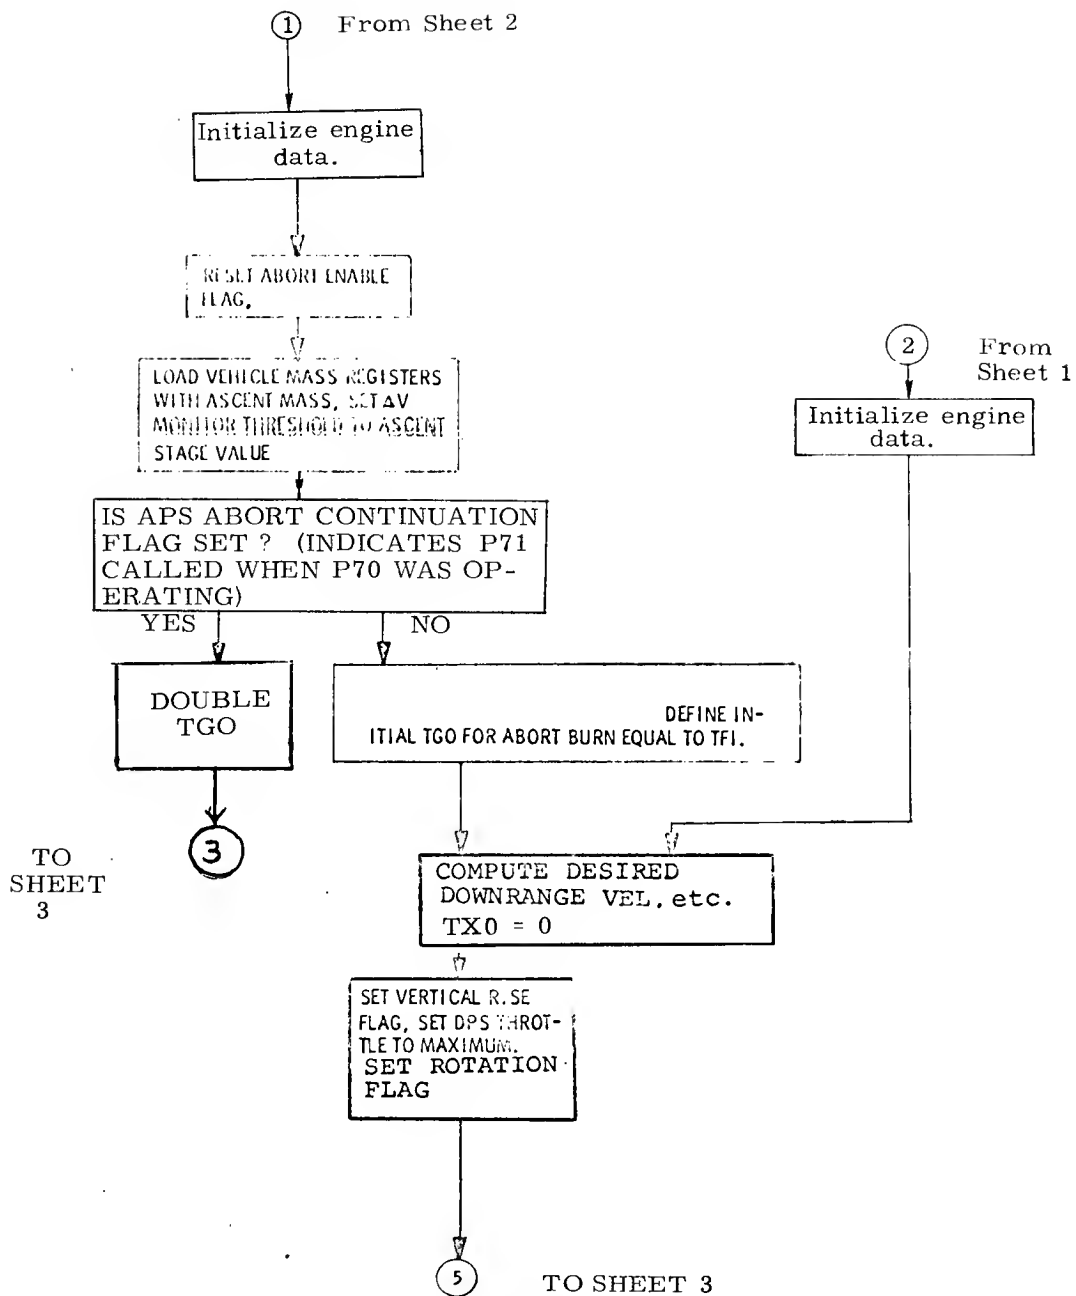 1 From Sheet 2
Initialize engine
data.
RESET ABORT ENABLE
FLAG.
LOAD VEHICLE MASS REGISTERS
WITH ASCENT MASS, SET ΔV
MONITOR THRESHOLD TO ASCENT
STAGE VALUE
2 From
Sheet 1
Initialize engine
data.
IS APS ABORT CONTINUATION
FLAG SET ? (INDICATES P71
CALLED WHEN P70 WAS OP-
ERATING)
YES NO
DOUBLE
TGO
DEFINE IN-
ITIAL TGO FOR ABORT BURN EQUAL TO TFI.
3
TO
SHEET
3
COMPUTE DESIRED
DOWNRANGE VEL, etc.
TX0 = 0
SET VERTICAL RISE
FLAG, SET DPS THROT-
TLE TO MAXIMUM.
SET ROTATION
FLAG
5 TO SHEET 3